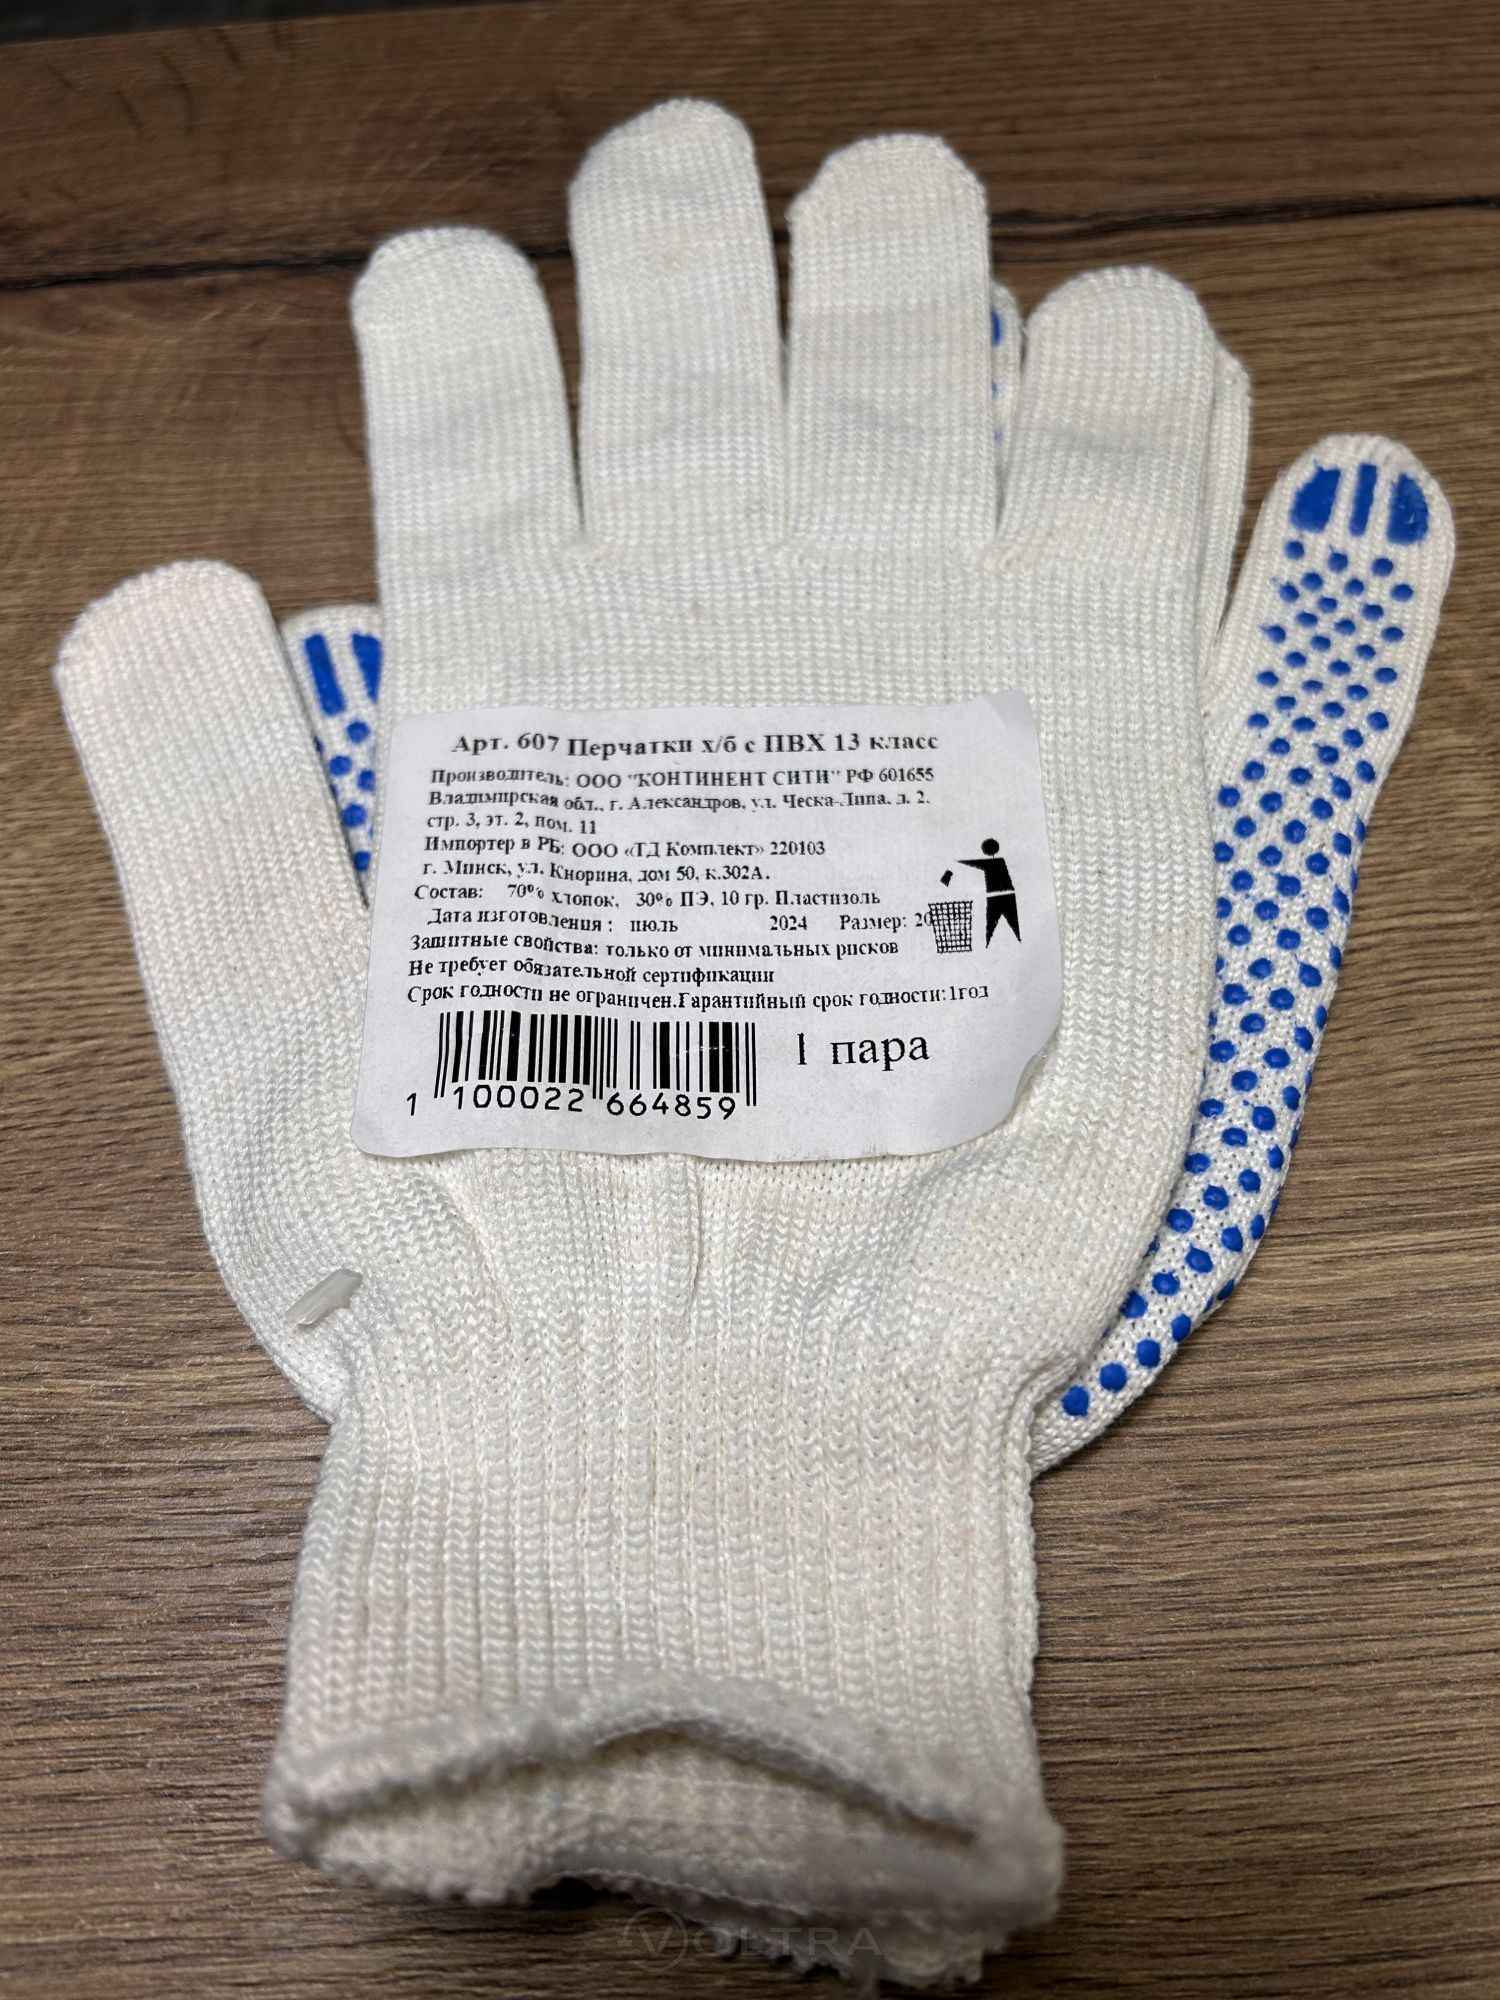 Арт. 607 Перчатки х/б с ПВХ 13 класс
Производитель: ООО "КОНТИНЕНТ СИТИ" РФ 601655
Владимирская обл., г. Александров, ул. Ческа-Липа, д. 2,
стр. 3, эт. 2, пом. 11
Импортер в РБ: ООО «ТД Комплект» 220103
г. Минск, ул. Кнорина, дом 50, к.302А.
Состав: 70% хлопок, 30% ПЭ, 10 гр. Пластизоль
Дата изготовления : июль 2024 Размер: 20
Защитные свойства: только от минимальных рисков
Не требует обязательной сертификации
Срок годности не ограничен.Гарантийный срок годности:1год
1 пара
1 100022 664859
VOLTRA